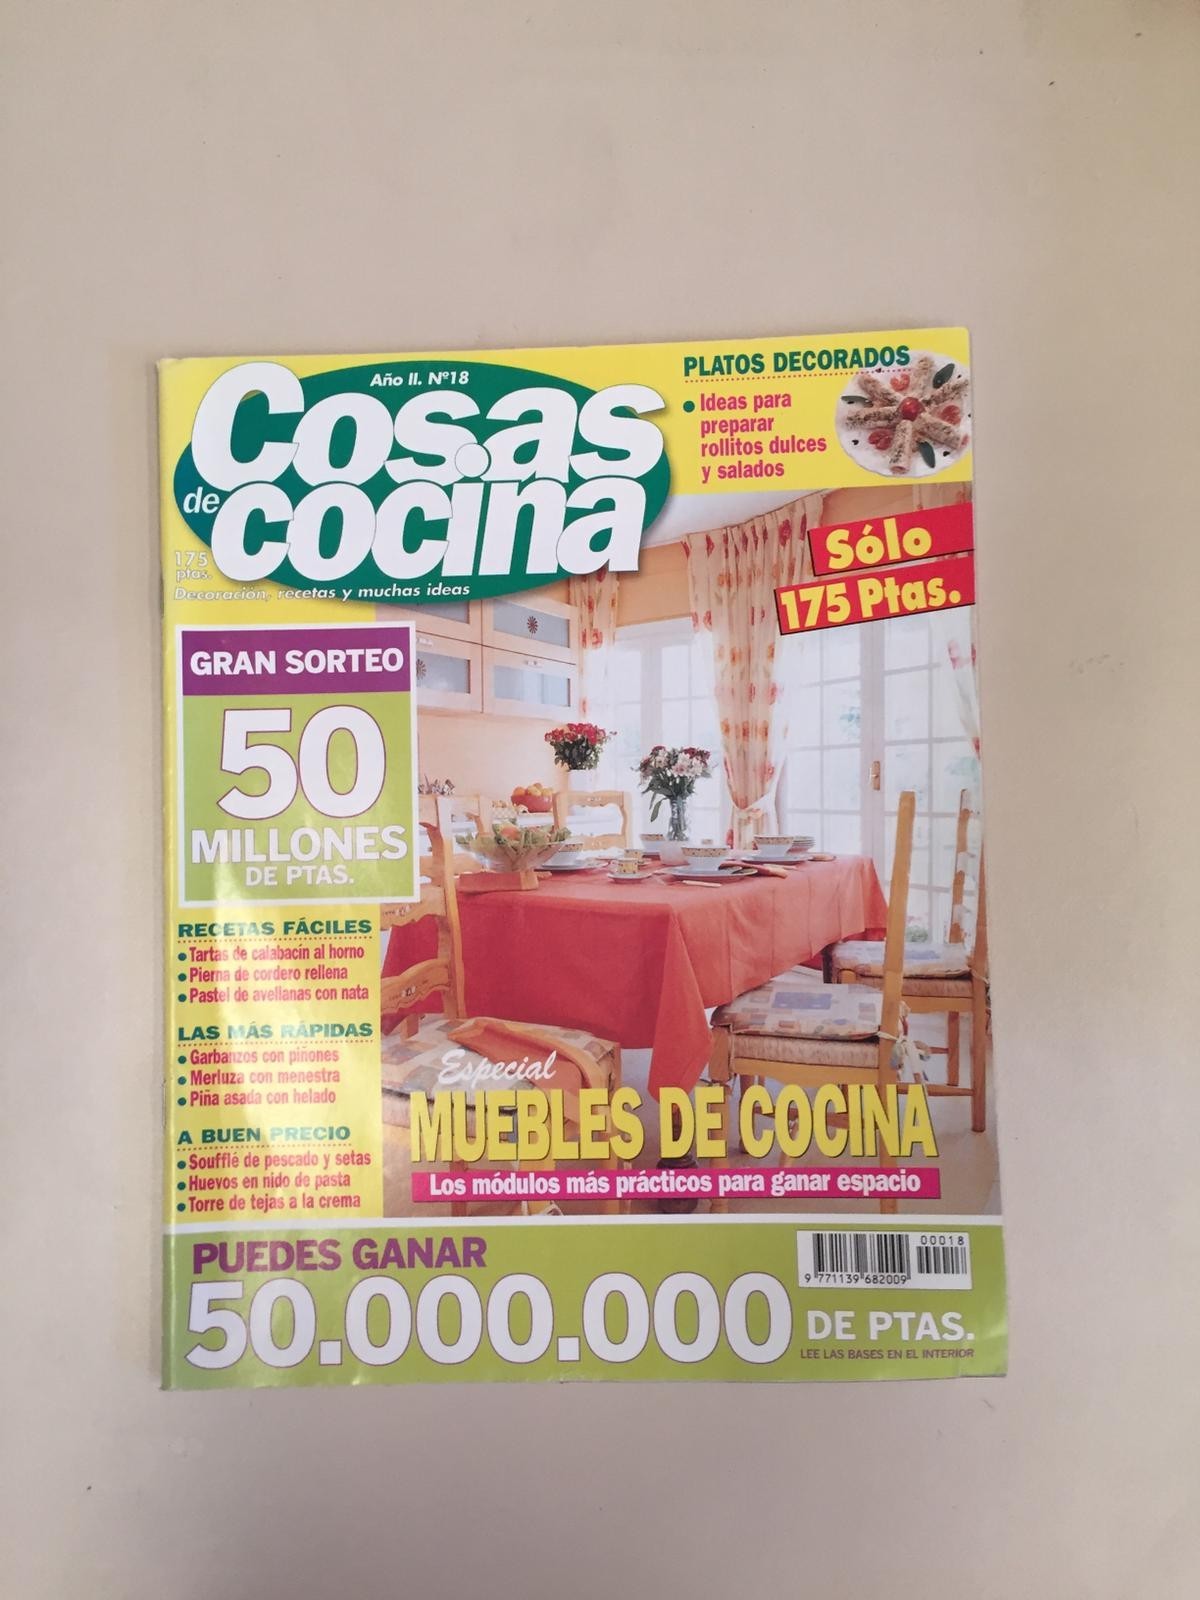 Año II. Nº18
Cosas
de cocina
175
ptas.
Decoración, recetas y muchas ideas
PLATOS DECORADOS
• Ideas para
preparar
rollitos dulces
y salados
Sólo
175 Ptas.
GRAN SORTEO
50
MILLONES
DE PTAS.
RECETAS FÁCILES
• Tartas de calabacín al horno
• Pierna de cordero rellena
• Pastel de avellanas con nata
LAS MÁS RÁPIDAS
• Garbanzos con piñones
• Merluza con menestra
• Piña asada con helado
A BUEN PRECIO
• Soufflé de pescado y setas
• Huevos en nido de pasta
• Torre de tejas a la crema
Especial
MUEBLES DE COCINA
Los módulos más prácticos para ganar espacio
PUEDES GANAR
50.000.000
DE PTAS.
LEE LAS BASES EN EL INTERIOR
00018
9 771139 682009